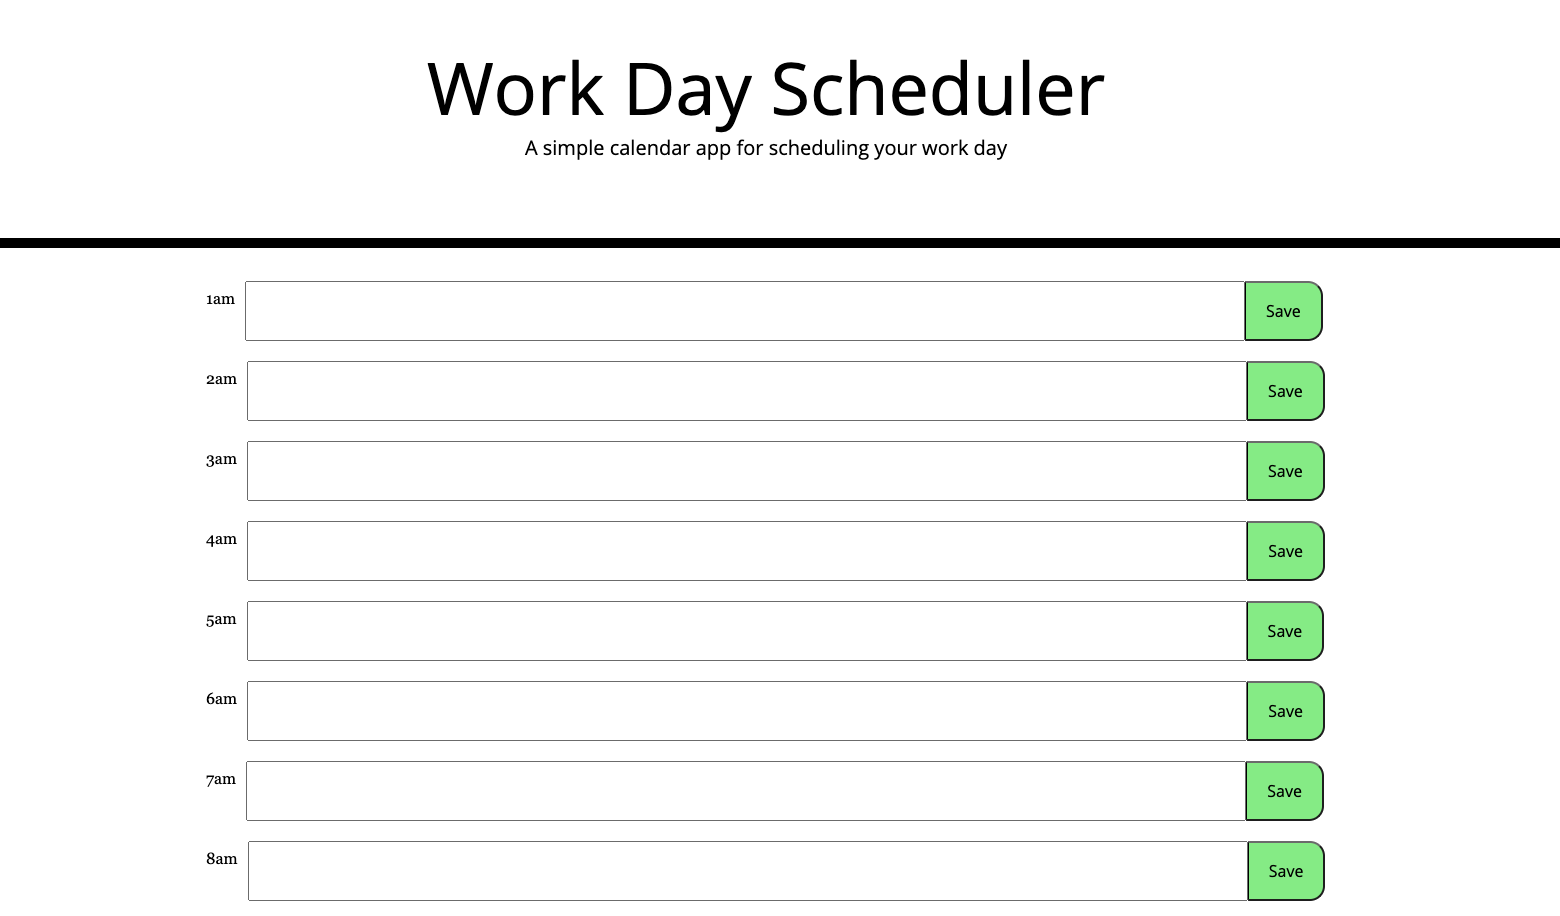 Work Day Scheduler
A simple calendar app for scheduling your work day
1am Save
2am Save
3am Save
4am Save
5am Save
6am Save
7am Save
8am Save